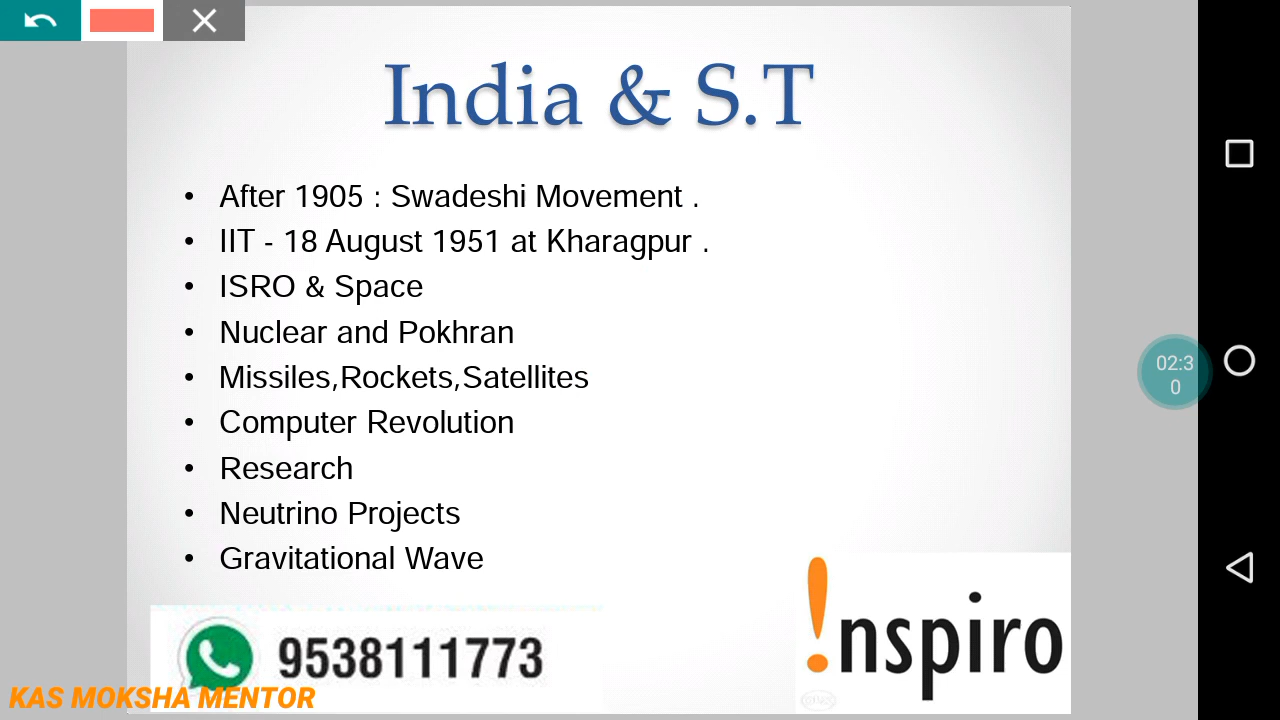 India & S.T
• After 1905 : Swadeshi Movement .
• IIT - 18 August 1951 at Kharagpur .
• ISRO & Space
• Nuclear and Pokhran
• Missiles,Rockets,Satellites
• Computer Revolution
• Research
• Neutrino Projects
• Gravitational Wave
02:3
0
!nspiro
9538111773
KAS MOKSHA MENTOR